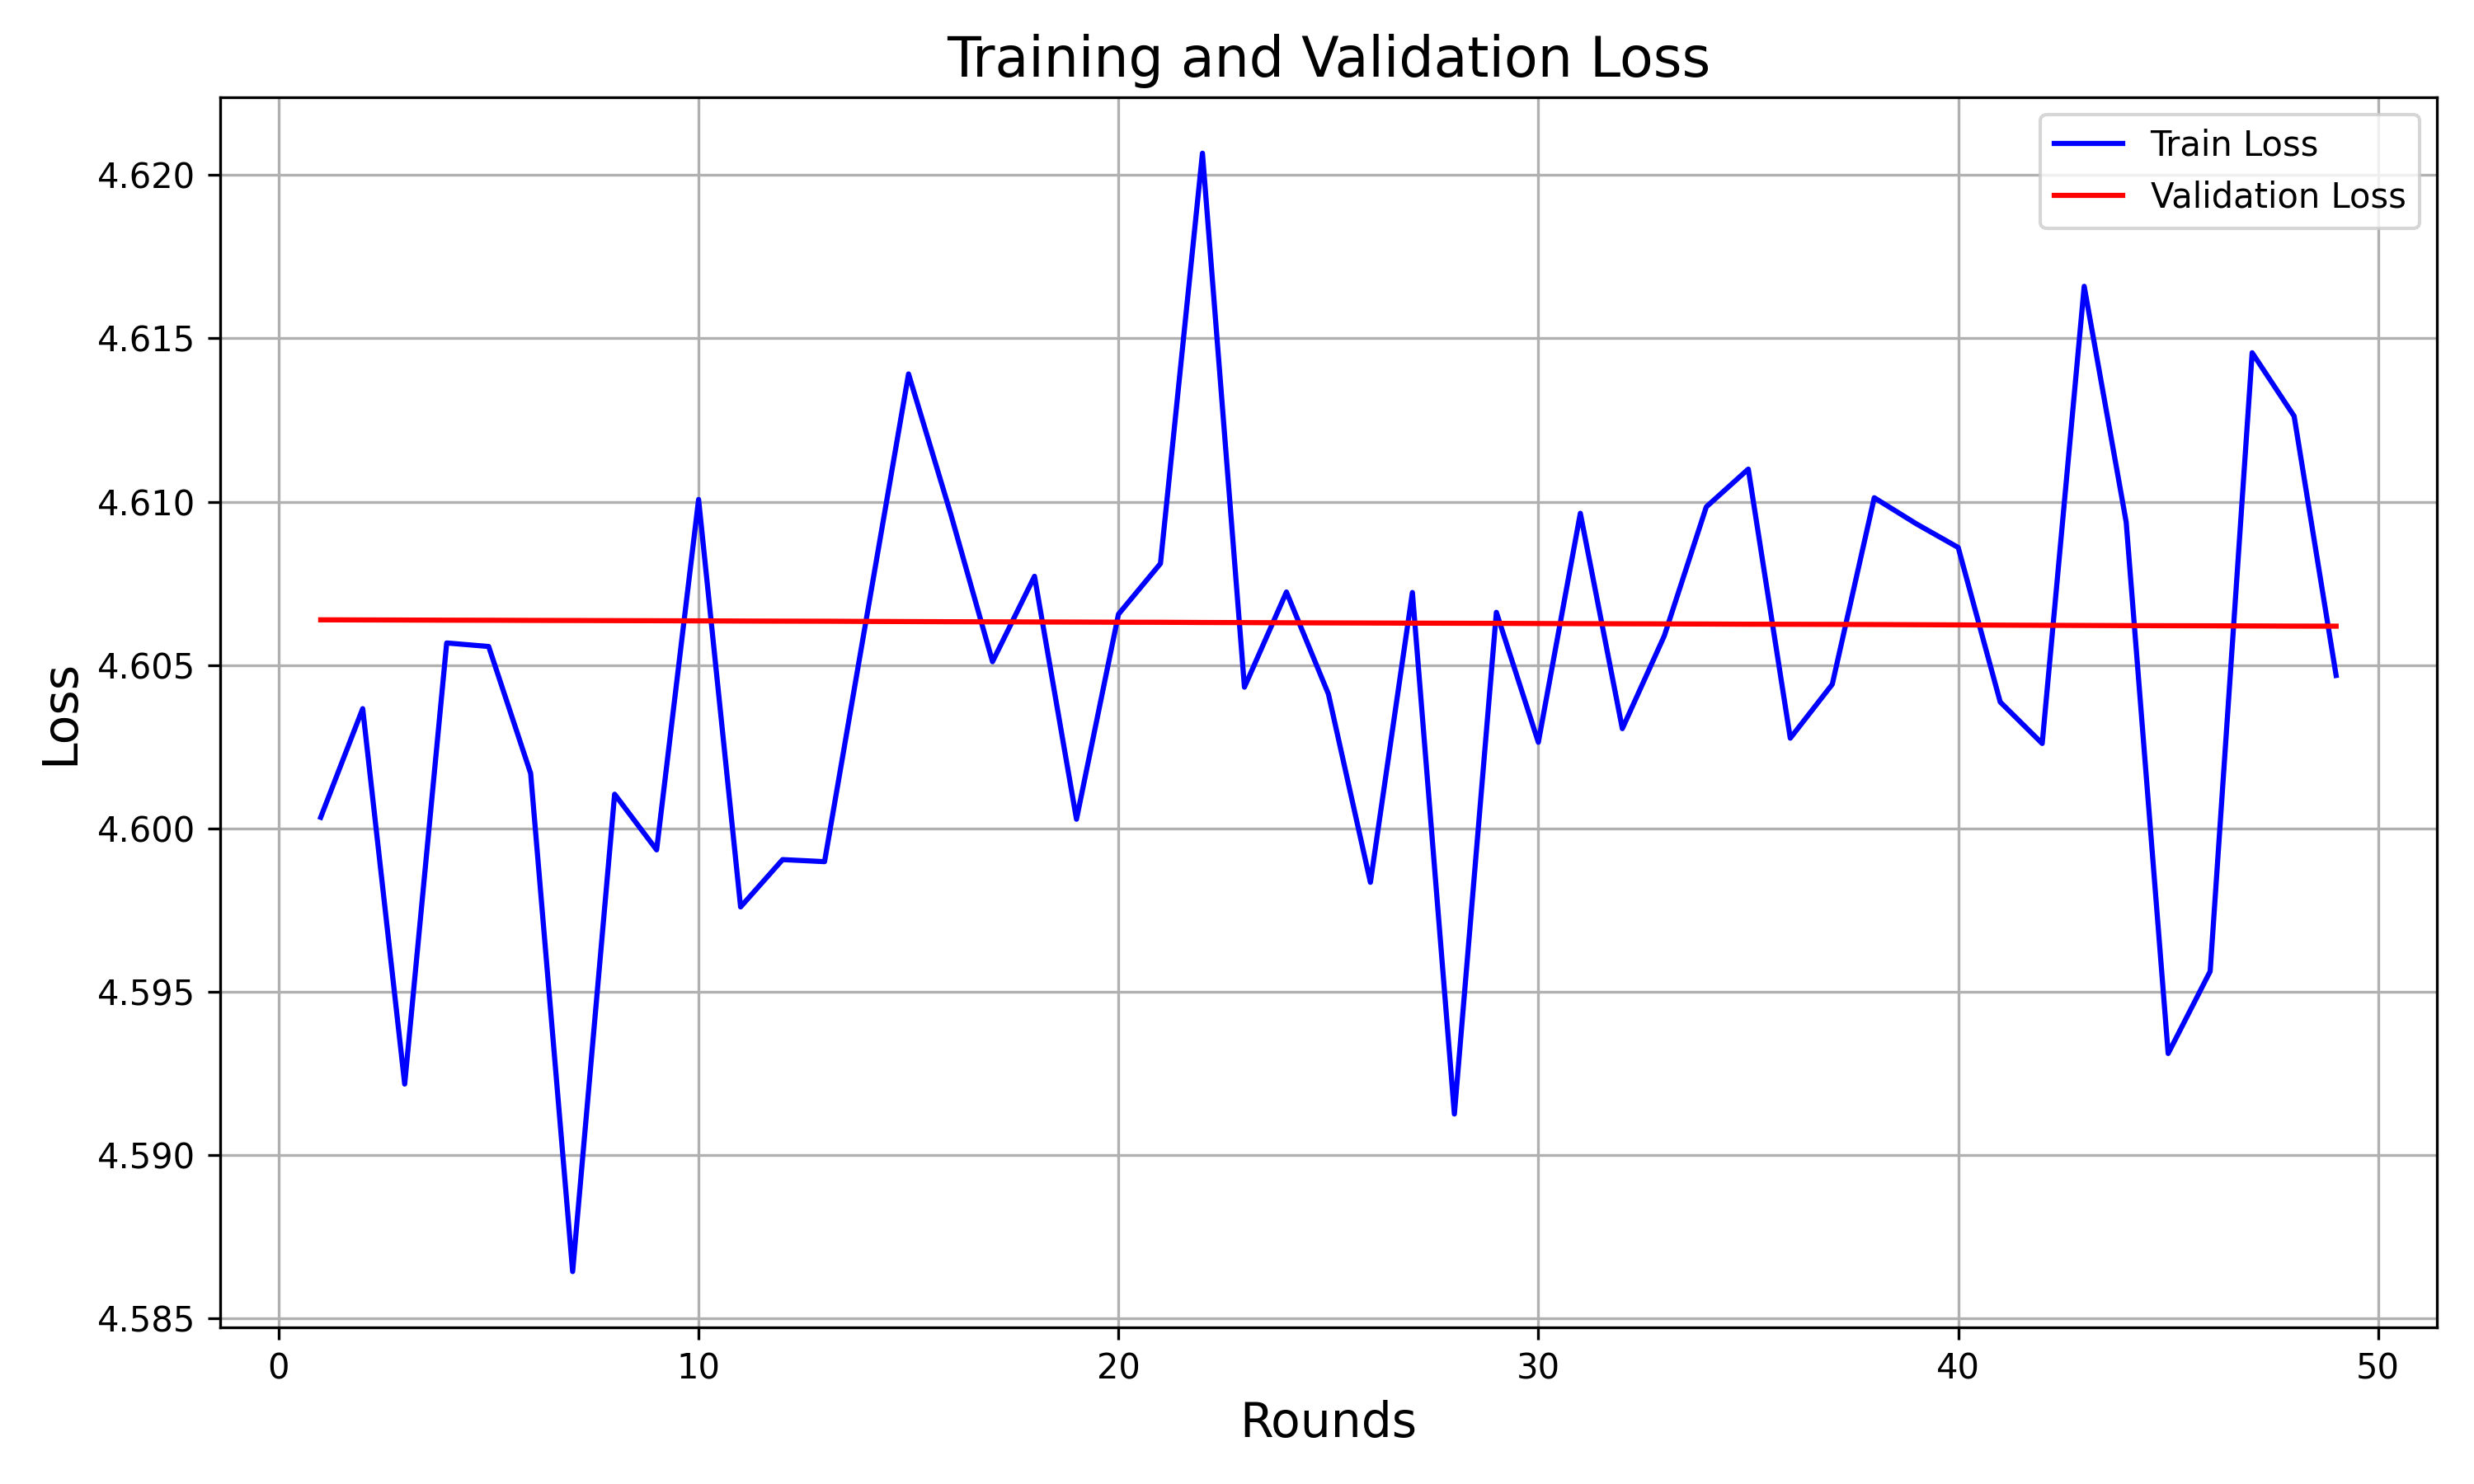 Training and Validation Loss
Train Loss
Validation Loss
4.620
4.615
4.610
4.605
4.600
4.595
4.590
4.585
Loss
0 10 20 30 40 50
Rounds